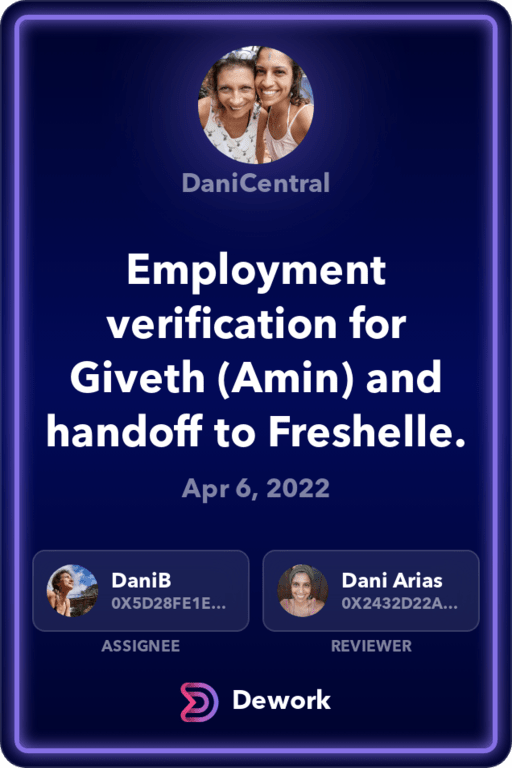 DaniCentral
Employment
verification for
Giveth (Amin) and
handoff to Freshelle.
Apr 6, 2022
DaniB
0X5D28FE1E...
ASSIGNEE
Dani Arias
0X2432D22A...
REVIEWER
Dework